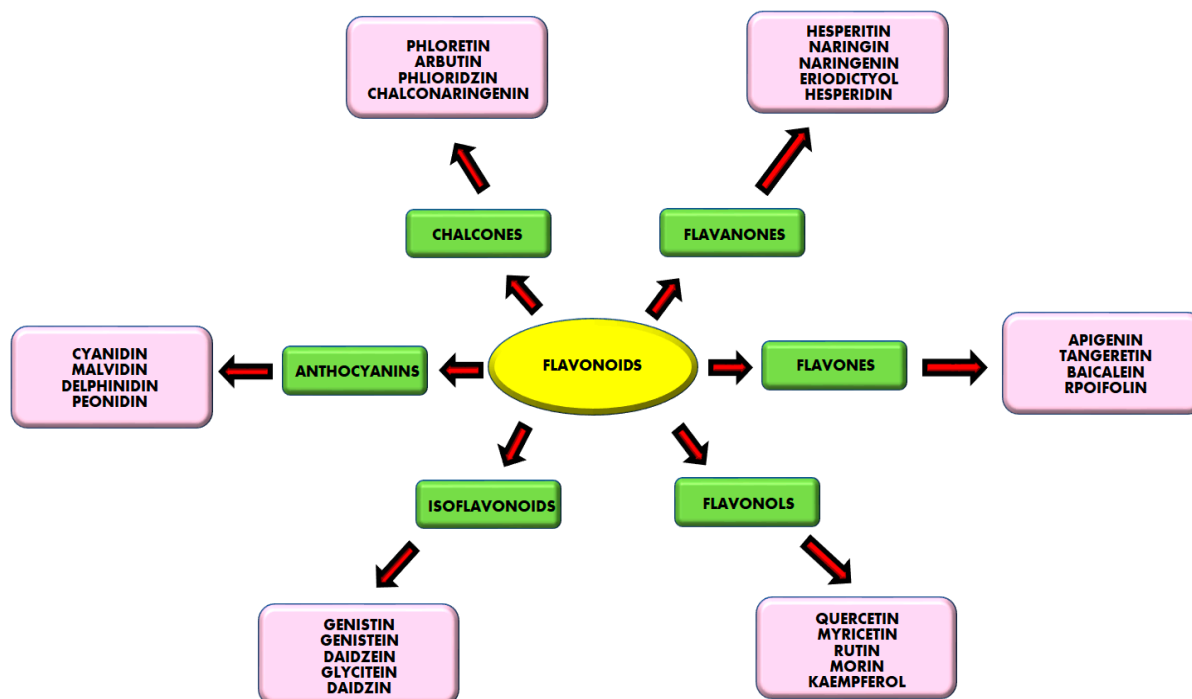 PHLORETIN
ARBUTIN
PHLIORIDZIN
CHALCONARINGENIN
HESPERITIN
NARINGIN
NARINGENIN
ERIODICTYOL
HESPERIDIN
CHALCONES
FLAVANONES
CYANIDIN
MALVIDIN
DELPHINIDIN
PEONIDIN
ANTHOCYANINS
FLAVONOIDS
FLAVONES
APIGENIN
TANGERETIN
BAICALEIN
RPOIFOLIN
ISOFLAVONOIDS
FLAVONOLS
GENISTIN
GENISTEIN
DAIDZEIN
GLYCITEIN
DAIDZIN
QUERCETIN
MYRICETIN
RUTIN
MORIN
KAEMPFEROL